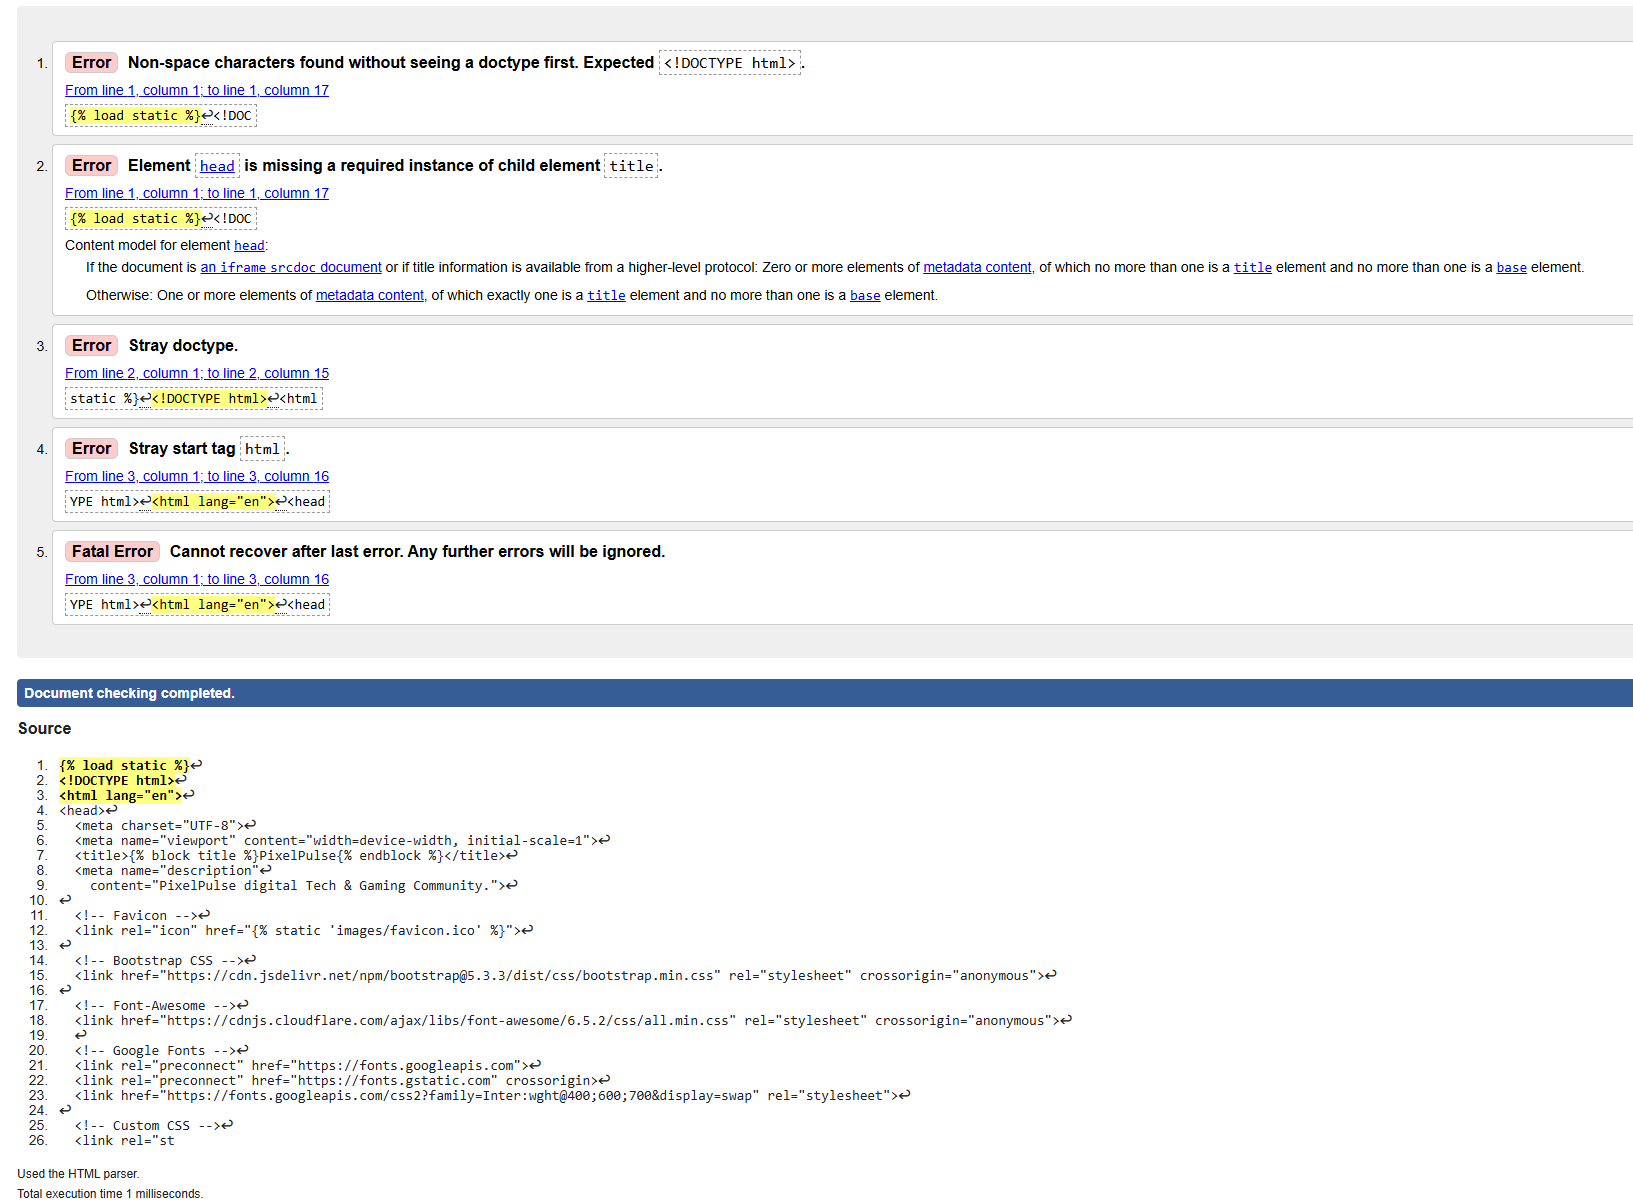 1. Error Non-space characters found without seeing a doctype first. Expected <!DOCTYPE html>.
From line 1, column 1; to line 1, column 17
{% load static %}↩<!DOC
2. Error Element head is missing a required instance of child element title.
From line 1, column 1; to line 1, column 17
{% load static %}↩<!DOC
Content model for element head:
If the document is an iframe srcdoc document or if title information is available from a higher-level protocol: Zero or more elements of metadata content, of which no more than one is a title element and no more than one is a base element.
Otherwise: One or more elements of metadata content, of which exactly one is a title element and no more than one is a base element.
3. Error Stray doctype.
From line 2, column 1; to line 2, column 15
static %}↩<!DOCTYPE html>↩<html
4. Error Stray start tag html.
From line 3, column 1; to line 3, column 16
YPE html>↩<html lang="en">↩<head
5. Fatal Error Cannot recover after last error. Any further errors will be ignored.
From line 3, column 1; to line 3, column 16
YPE html>↩<html lang="en">↩<head
Document checking completed.
Source
1. {% load static %}↩
2. <!DOCTYPE html>↩
3. <html lang="en">↩
4. <head>↩
5. <meta charset="UTF-8">↩
6. <meta name="viewport" content="width=device-width, initial-scale=1">↩
7. <title>{% block title %}PixelPulse{% endblock %}</title>↩
8. <meta name="description"↩
9. content="PixelPulse digital Tech & Gaming Community.">↩
10. ↩
11. <!-- Favicon -->↩
12. <link rel="icon" href="{% static 'images/favicon.ico' %}">↩
13. ↩
14. <!-- Bootstrap CSS -->↩
15. <link href="https://cdn.jsdelivr.net/npm/bootstrap@5.3.3/dist/css/bootstrap.min.css" rel="stylesheet" crossorigin="anonymous">↩
16. ↩
17. <!-- Font-Awesome -->↩
18. <link href="https://cdnjs.cloudflare.com/ajax/libs/font-awesome/6.5.2/css/all.min.css" rel="stylesheet" crossorigin="anonymous">↩
19. ↩
20. <!-- Google Fonts -->↩
21. <link rel="preconnect" href="https://fonts.googleapis.com">↩
22. <link rel="preconnect" href="https://fonts.gstatic.com" crossorigin>↩
23. <link href="https://fonts.googleapis.com/css2?family=Inter:wght@400;600;700&display=swap" rel="stylesheet">↩
24. ↩
25. <!-- Custom CSS -->↩
26. <link rel="st
Used the HTML parser.
Total execution time 1 milliseconds.